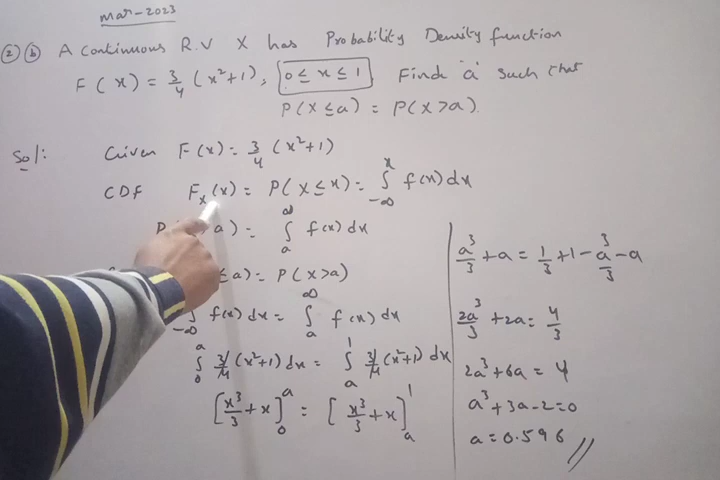 mar-2023
② ⓑ A continuous R.V X has Probability Density function
F(x) = 3/4 (x²+1), 0 ≤ x ≤ 1 Find 'a' such that
P(X ≤ a) = P(X > a).
Sol: Given F(x) = 3/4 (x²+1)
CDF F_X(x) = P(X ≤ x) = ∫_{-∞}^{x} f(x) dx
a) = ∫_{a}^{∞} f(x) dx
≤ a) = P(X > a)
∫_{-∞} f(x) dx = ∫_{a}^{∞} f(x) dx
∫_{0}^{a} 3/4 (x²+1) dx = ∫_{a}^{1} 3/4 (x²+1) dx
[x³/3 + x]_{0}^{a} = [x³/3 + x]_{a}^{1}
a³/3 + a = 1/3 + 1 - a³/3 - a
2a³/3 + 2a = 4/3
2a³ + 6a = 4
a³ + 3a - 2 = 0
a = 0.596 //